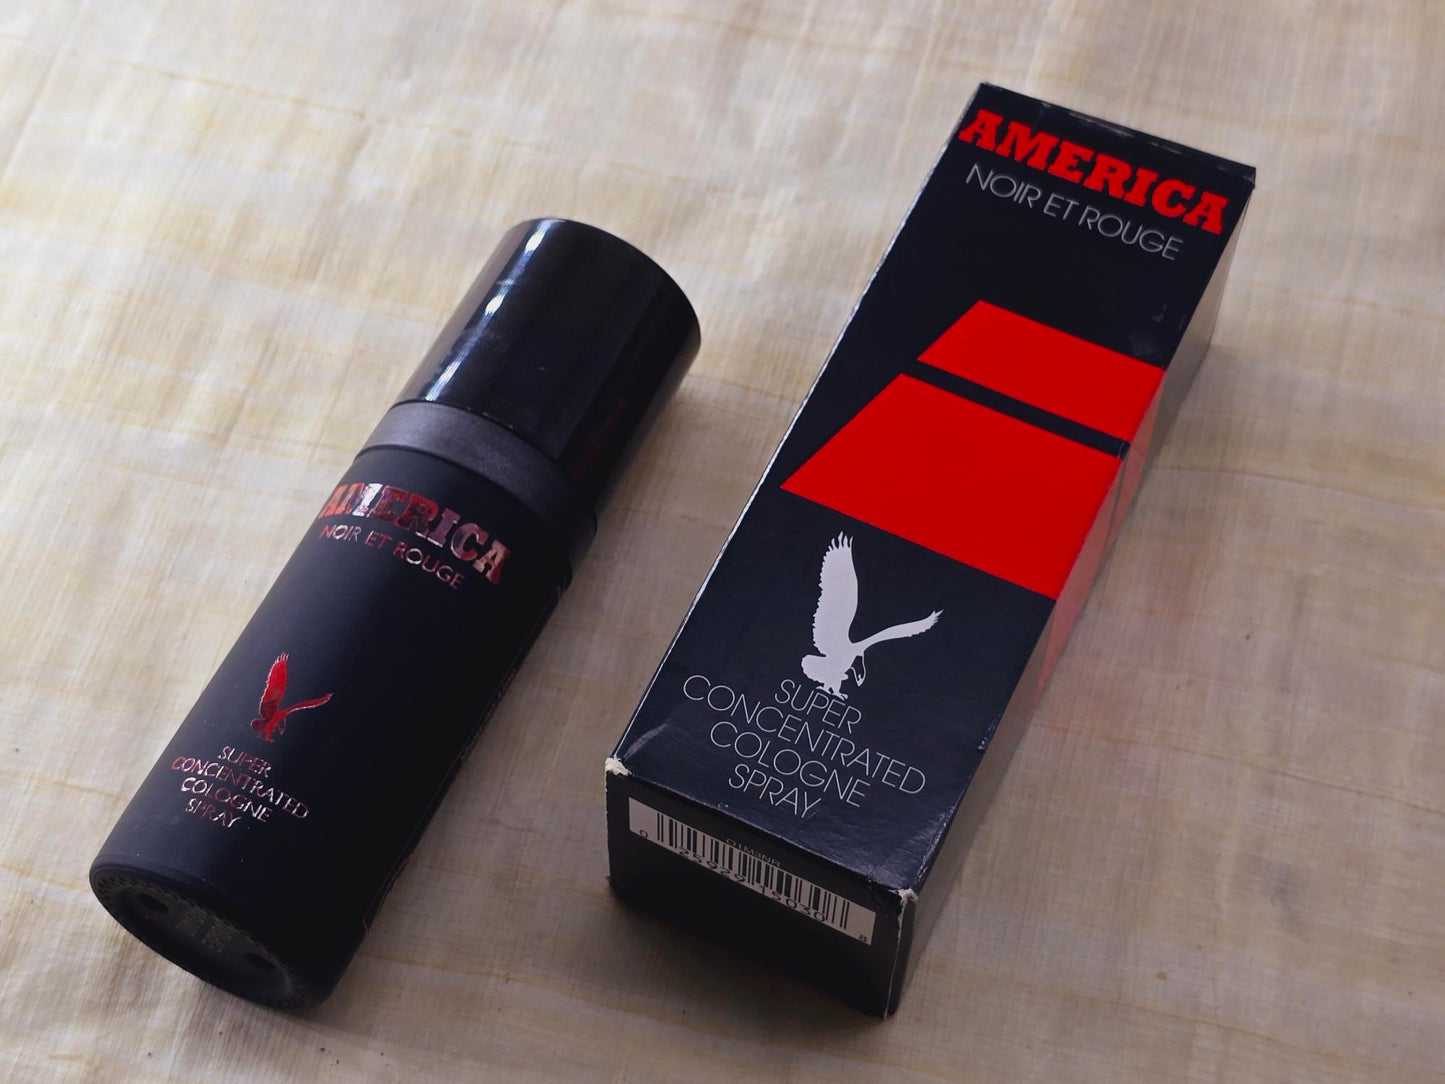 AMERICA
NOIR ET ROUGE
SUPER
CONCENTRATED
COLOGNE
SPRAY
AMERICA
NOIR ET ROUGE
SUPER
CONCENTRATED
COLOGNE
SPRAY